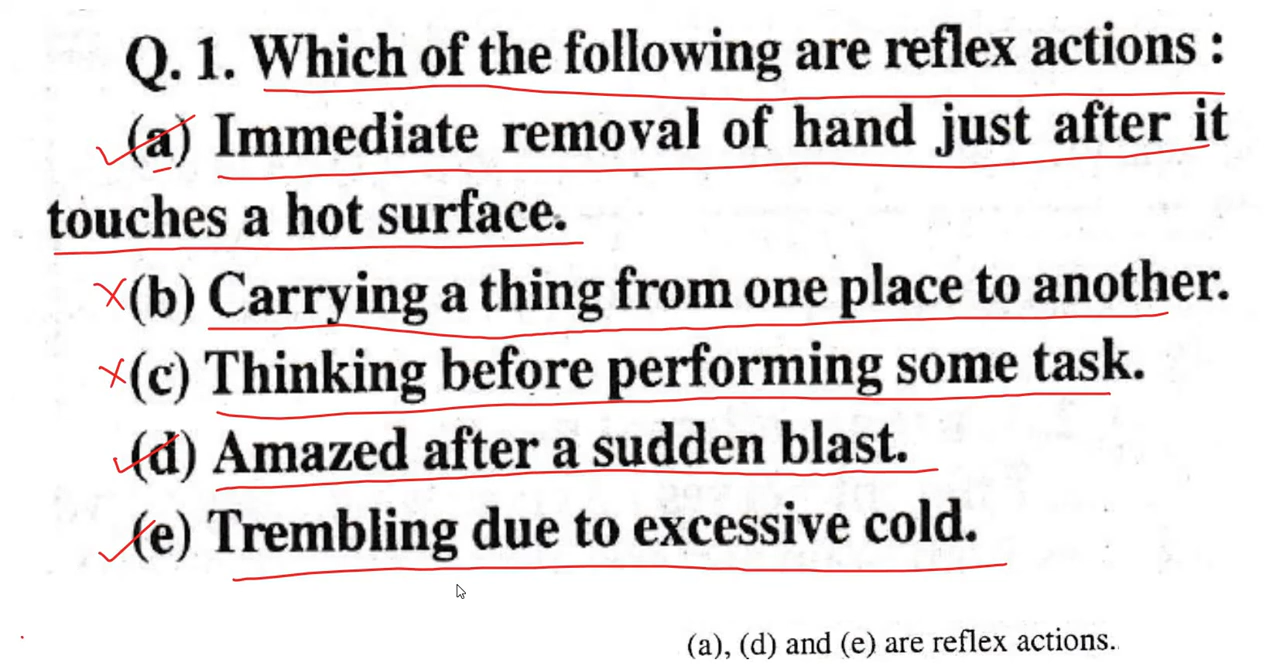 Q. 1. Which of the following are reflex actions :
(a) Immediate removal of hand just after it
touches a hot surface.
(b) Carrying a thing from one place to another.
(c) Thinking before performing some task.
(d) Amazed after a sudden blast.
(e) Trembling due to excessive cold.
(a), (d) and (e) are reflex actions.